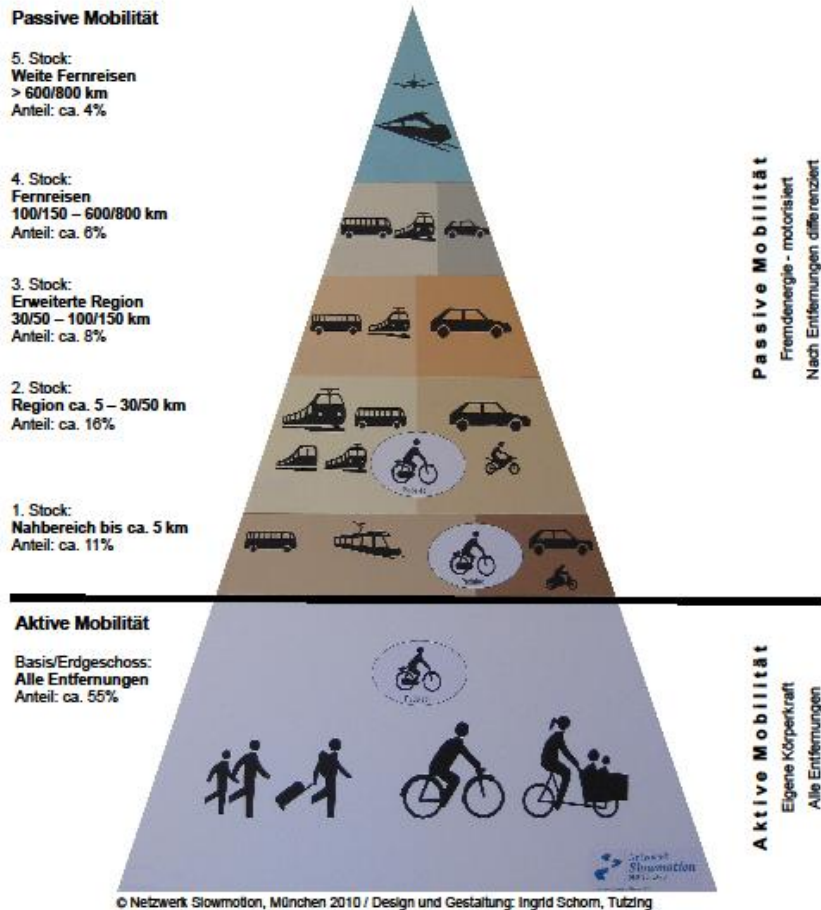 Passive Mobilität
5. Stock:
Weite Fernreisen
> 600/800 km
Anteil: ca. 4%
4. Stock:
Fernreisen
100/150 – 600/800 km
Anteil: ca. 6%
3. Stock:
Erweiterte Region
30/50 – 100/150 km
Anteil: ca. 8%
2. Stock:
Region ca. 5 – 30/50 km
Anteil: ca. 16%
1. Stock:
Nahbereich bis ca. 5 km
Anteil: ca. 11%
Passive Mobilität
Fremdenergie - motorisiert
Nach Entfernungen differenziert
Aktive Mobilität
Basis/Erdgeschoss:
Alle Entfernungen
Anteil: ca. 55%
Aktive Mobilität
Eigene Körperkraft
Alle Entfernungen
Netzwerk
Slowmotion
© Netzwerk Slowmotion, München 2010 / Design und Gestaltung: Ingrid Schorn, Tutzing